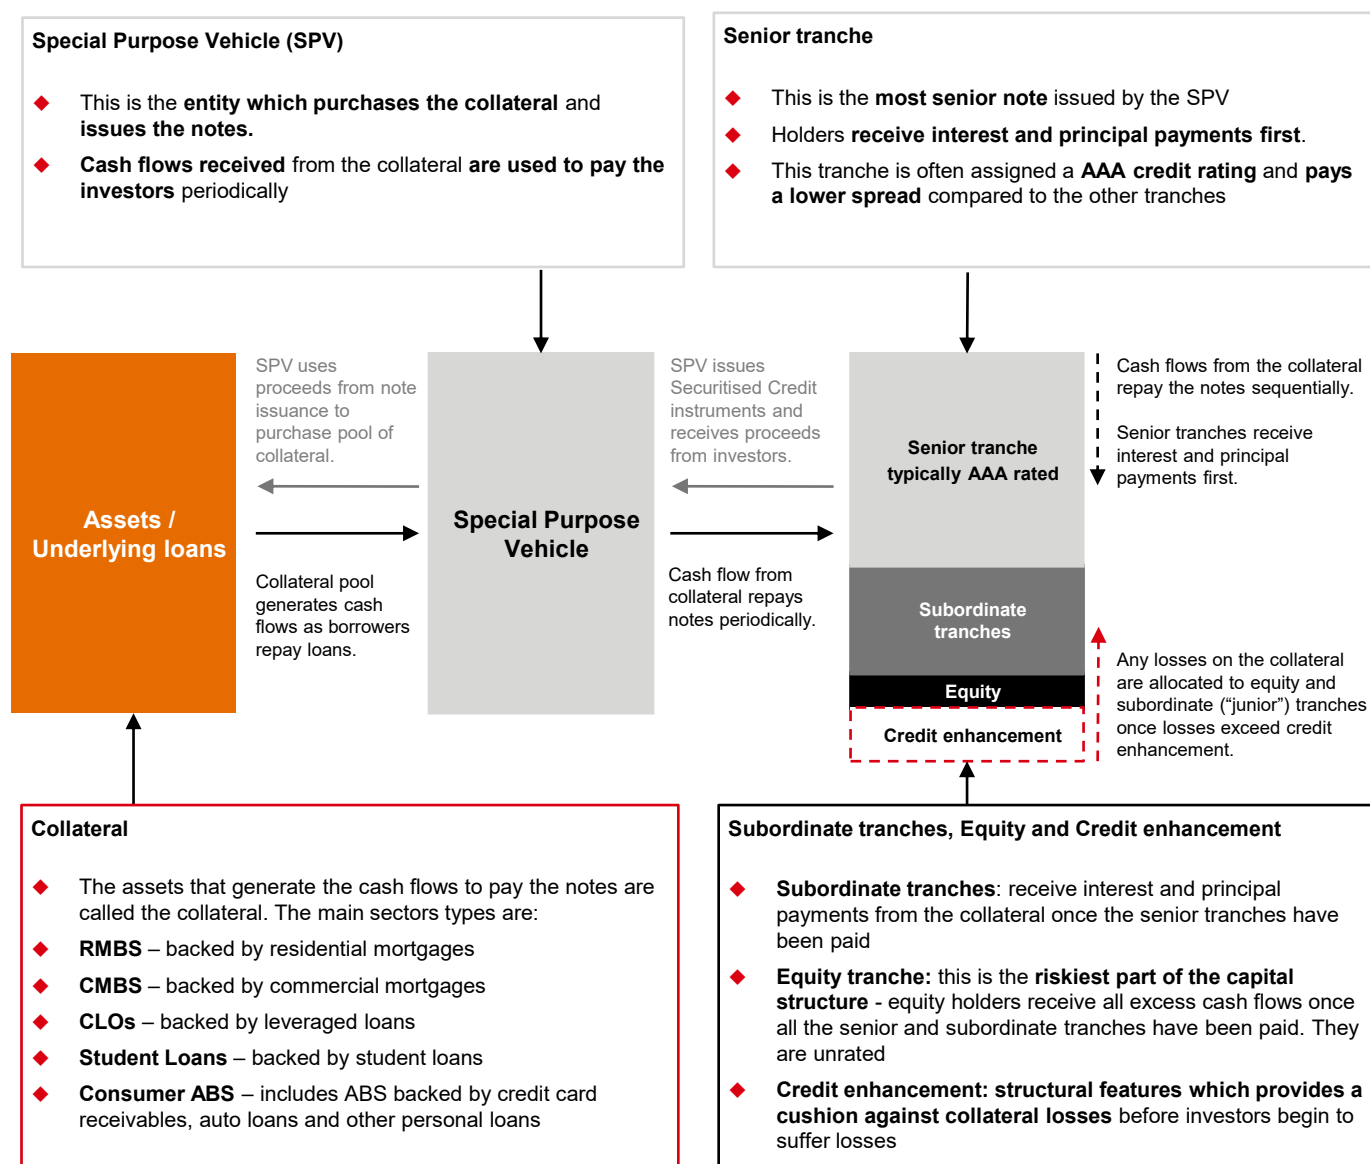 Special Purpose Vehicle (SPV)
◆ This is the entity which purchases the collateral and
issues the notes.
◆ Cash flows received from the collateral are used to pay the
investors periodically
Senior tranche
◆ This is the most senior note issued by the SPV
◆ Holders receive interest and principal payments first.
◆ This tranche is often assigned a AAA credit rating and pays
a lower spread compared to the other tranches
Assets /
Underlying loans
SPV uses
proceeds from note
issuance to
purchase pool of
collateral.
Collateral pool
generates cash
flows as borrowers
repay loans.
Special Purpose
Vehicle
SPV issues
Securitised Credit
instruments and
receives proceeds
from investors.
Cash flow from
collateral repays
notes periodically.
Senior tranche
typically AAA rated
Subordinate
tranches
Equity
Credit enhancement
Cash flows from the collateral
repay the notes sequentially.
Senior tranches receive
interest and principal
payments first.
Any losses on the collateral
are allocated to equity and
subordinate (“junior”) tranches
once losses exceed credit
enhancement.
Collateral
◆ The assets that generate the cash flows to pay the notes are
called the collateral. The main sectors types are:
◆ RMBS – backed by residential mortgages
◆ CMBS – backed by commercial mortgages
◆ CLOs – backed by leveraged loans
◆ Student Loans – backed by student loans
◆ Consumer ABS – includes ABS backed by credit card
receivables, auto loans and other personal loans
Subordinate tranches, Equity and Credit enhancement
◆ Subordinate tranches: receive interest and principal
payments from the collateral once the senior tranches have
been paid
◆ Equity tranche: this is the riskiest part of the capital
structure - equity holders receive all excess cash flows once
all the senior and subordinate tranches have been paid. They
are unrated
◆ Credit enhancement: structural features which provides a
cushion against collateral losses before investors begin to
suffer losses